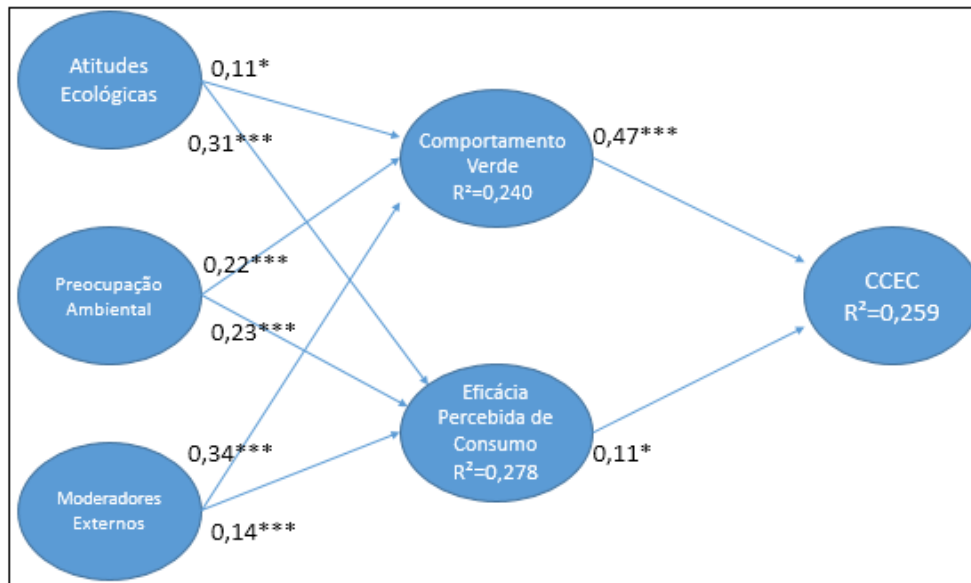 Atitudes
Ecológicas
0,11*
0,31***
Comportamento
Verde
R²=0,240
0,47***
Preocupação
Ambiental
0,22***
0,23***
CCEC
R²=0,259
Eficácia
Percebida de
Consumo
R²=0,278
0,11*
Moderadores
Externos
0,34***
0,14***